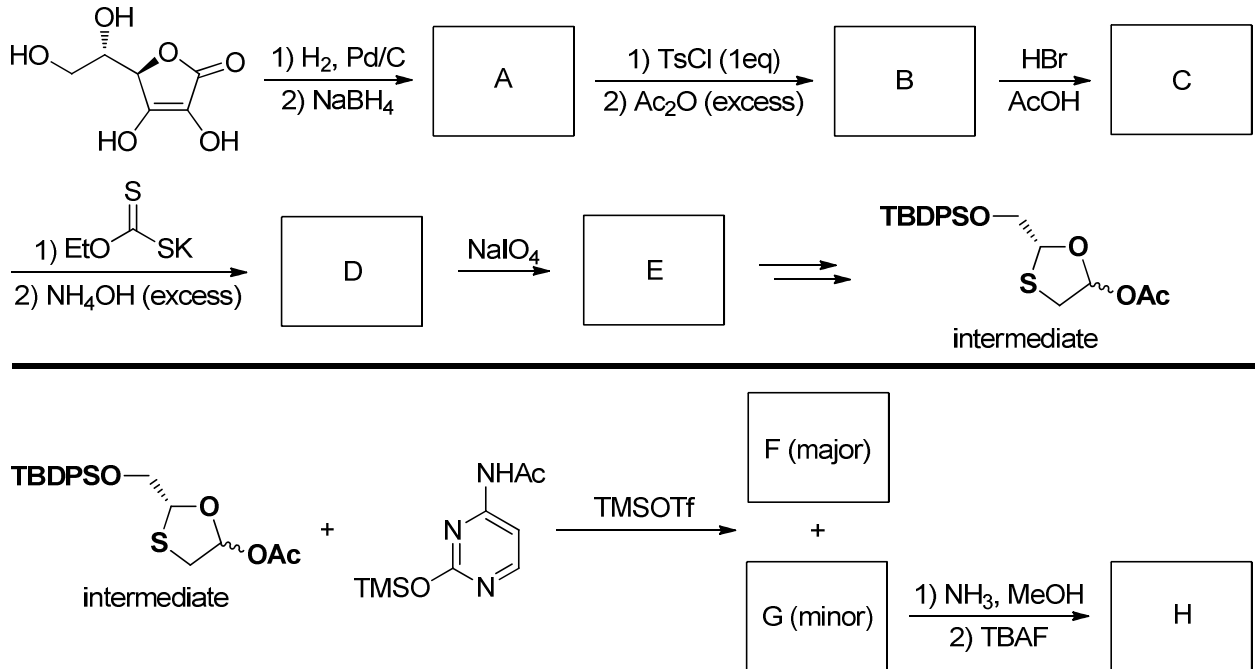 OH
HO
O
O
OH
OH
1) H₂, Pd/C
2) NaBH₄
A
1) TsCl (1eq)
2) Ac₂O (excess)
B
HBr
AcOH
C
S
EtO
SK
1)
2) NH₄OH (excess)
D
NaIO₄
E
TBDPSO
O
S
OAc
intermediate
TBDPSO
O
S
OAc
intermediate
+
NHAc
N
TMSO
N
TMSOTf
F (major)
+
G (minor)
1) NH₃, MeOH
2) TBAF
H